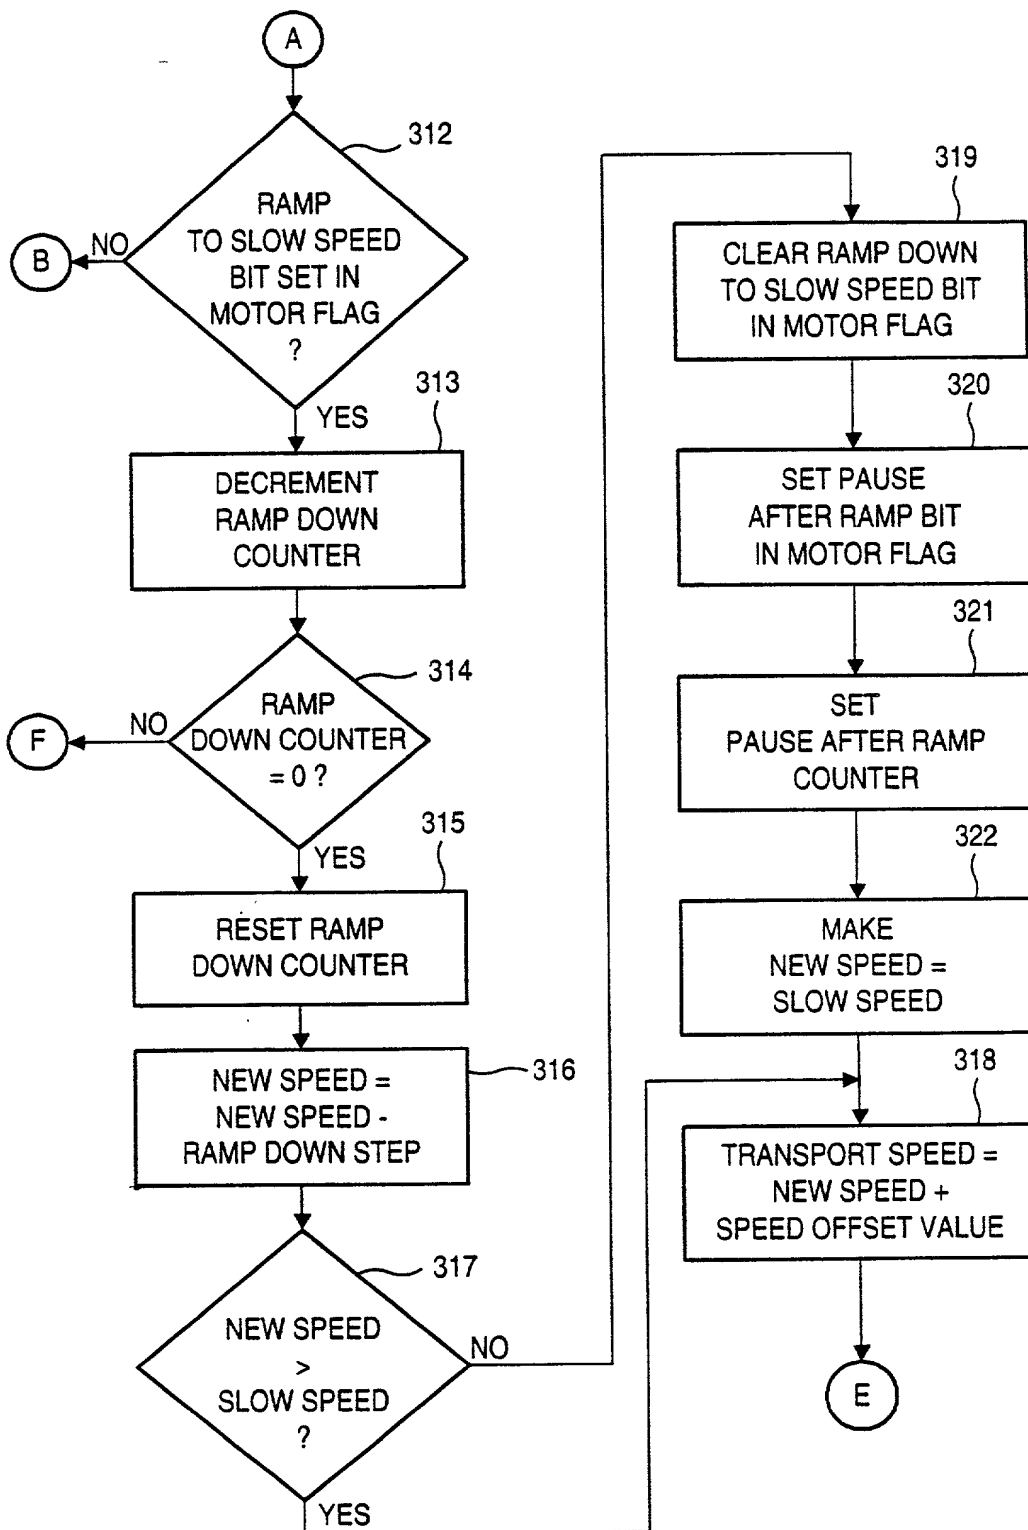 A
312
RAMP
TO SLOW SPEED
BIT SET IN
MOTOR FLAG
?
NO
B
YES
313
DECREMENT
RAMP DOWN
COUNTER
314
RAMP
DOWN COUNTER
= 0 ?
NO
F
YES
315
RESET RAMP
DOWN COUNTER
316
NEW SPEED =
NEW SPEED -
RAMP DOWN STEP
317
NEW SPEED
>
SLOW SPEED
?
NO
YES
319
CLEAR RAMP DOWN
TO SLOW SPEED BIT
IN MOTOR FLAG
320
SET PAUSE
AFTER RAMP BIT
IN MOTOR FLAG
321
SET
PAUSE AFTER RAMP
COUNTER
322
MAKE
NEW SPEED =
SLOW SPEED
318
TRANSPORT SPEED =
NEW SPEED +
SPEED OFFSET VALUE
E